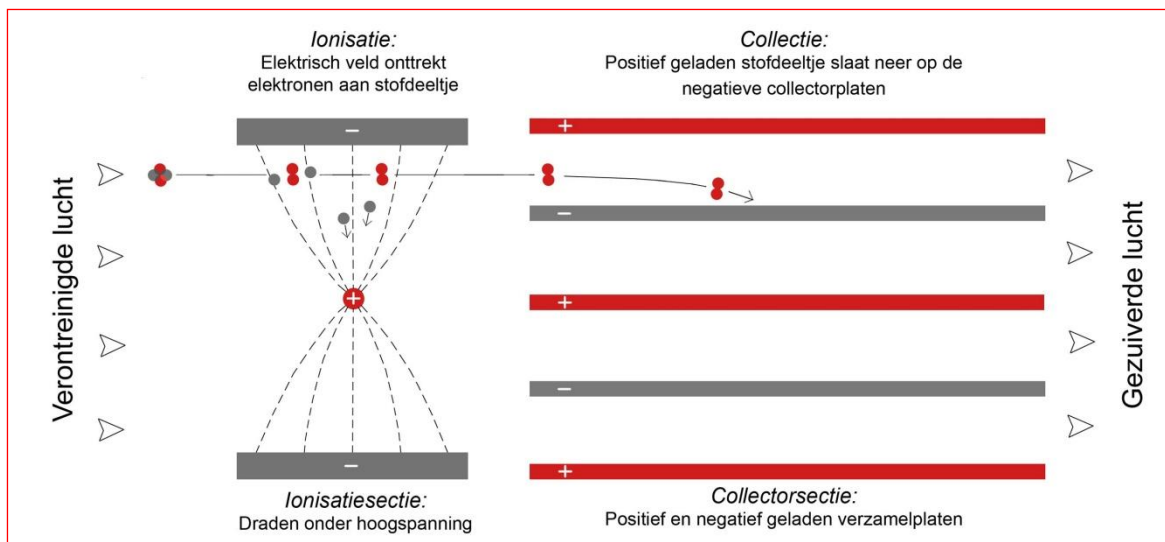 Ionisatie:
Elektrisch veld onttrekt
elektronen aan stofdeeltje
Collectie:
Positief geladen stofdeeltje slaat neer op de
negatieve collectorplaten
Verontreinigde lucht
−
+
−
+
−
+
−
+
Gezuiverde lucht
Ionisatiesectie:
Draden onder hoogspanning
Collectorsectie:
Positief en negatief geladen verzamelplaten